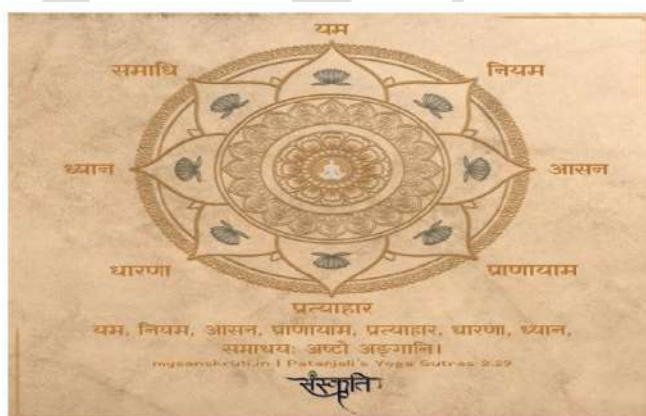 यम
समाधि
नियम
ध्यान
आसन
धारणा
प्राणायाम
प्रत्याहार
यम, नियम, आसन, प्राणायाम, प्रत्याहार, धारणा, ध्यान,
समाधयः अष्टो अङ्गानि।
mysanskruti.in | Patanjali's Yoga Sutras 2.29
संस्कृति